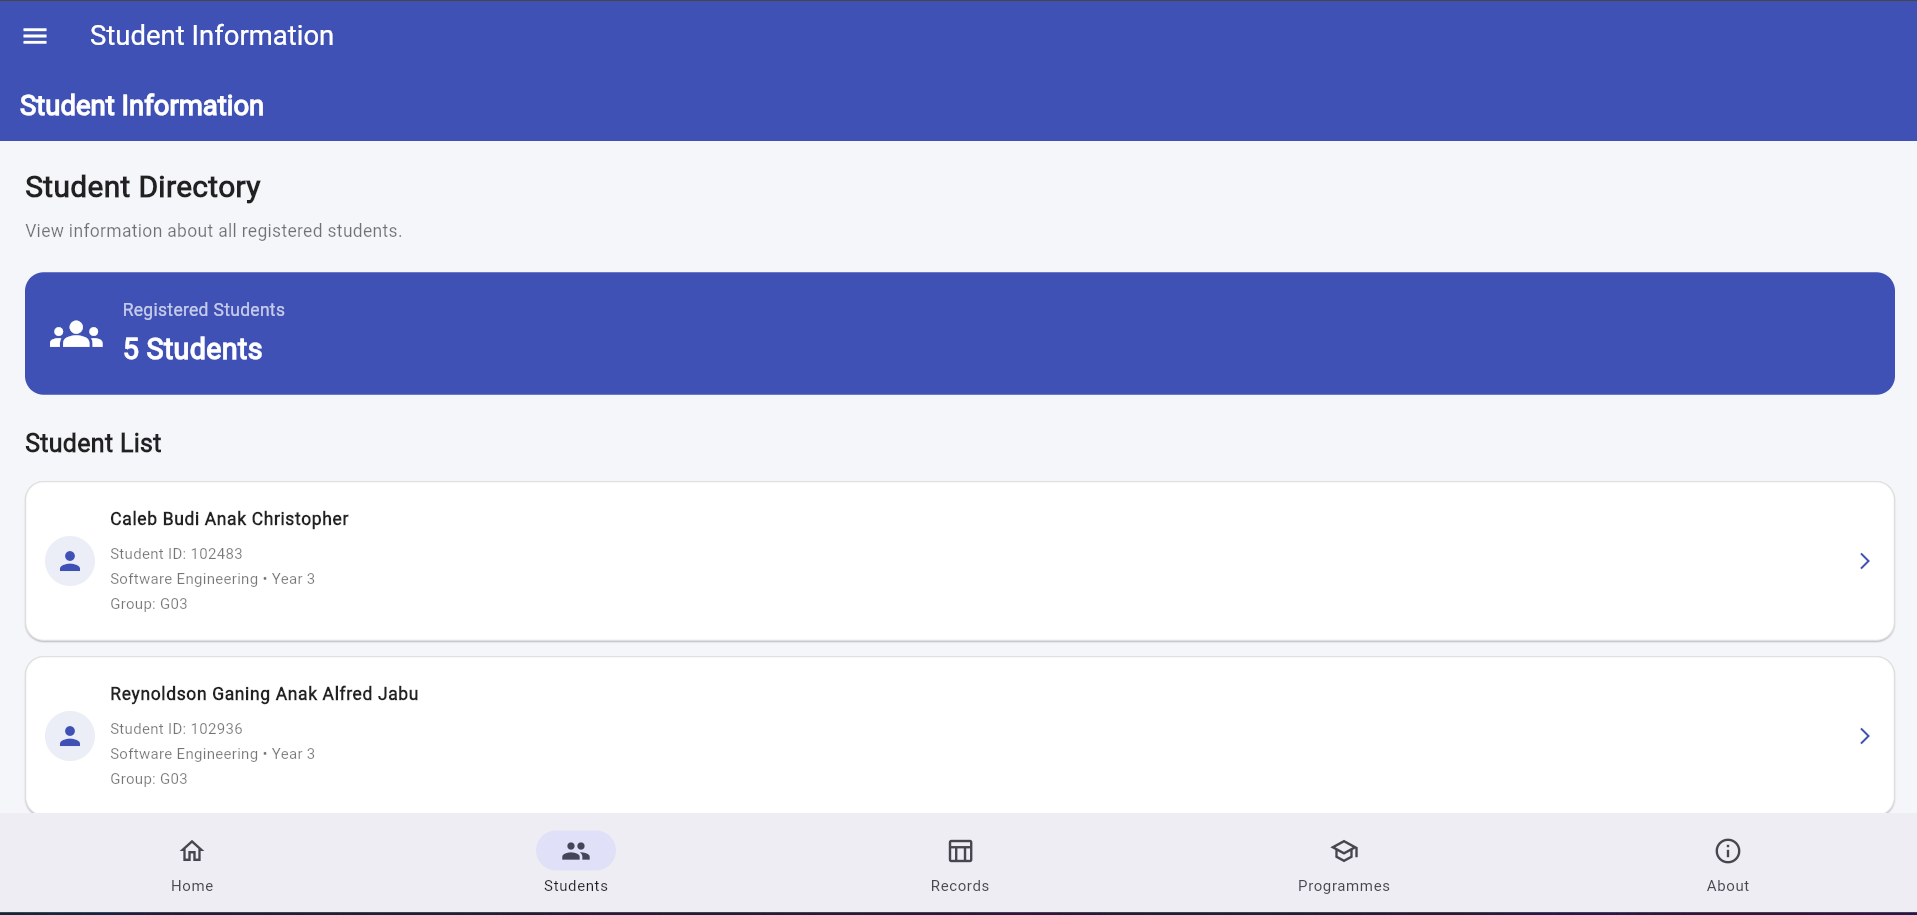 Student Information
Student Information
Student Directory
View information about all registered students.
Registered Students
5 Students
Student List
Caleb Budi Anak Christopher
Student ID: 102483
Software Engineering • Year 3
Group: G03
Reynoldson Ganing Anak Alfred Jabu
Student ID: 102936
Software Engineering • Year 3
Group: G03
Home
Students
Records
Programmes
About